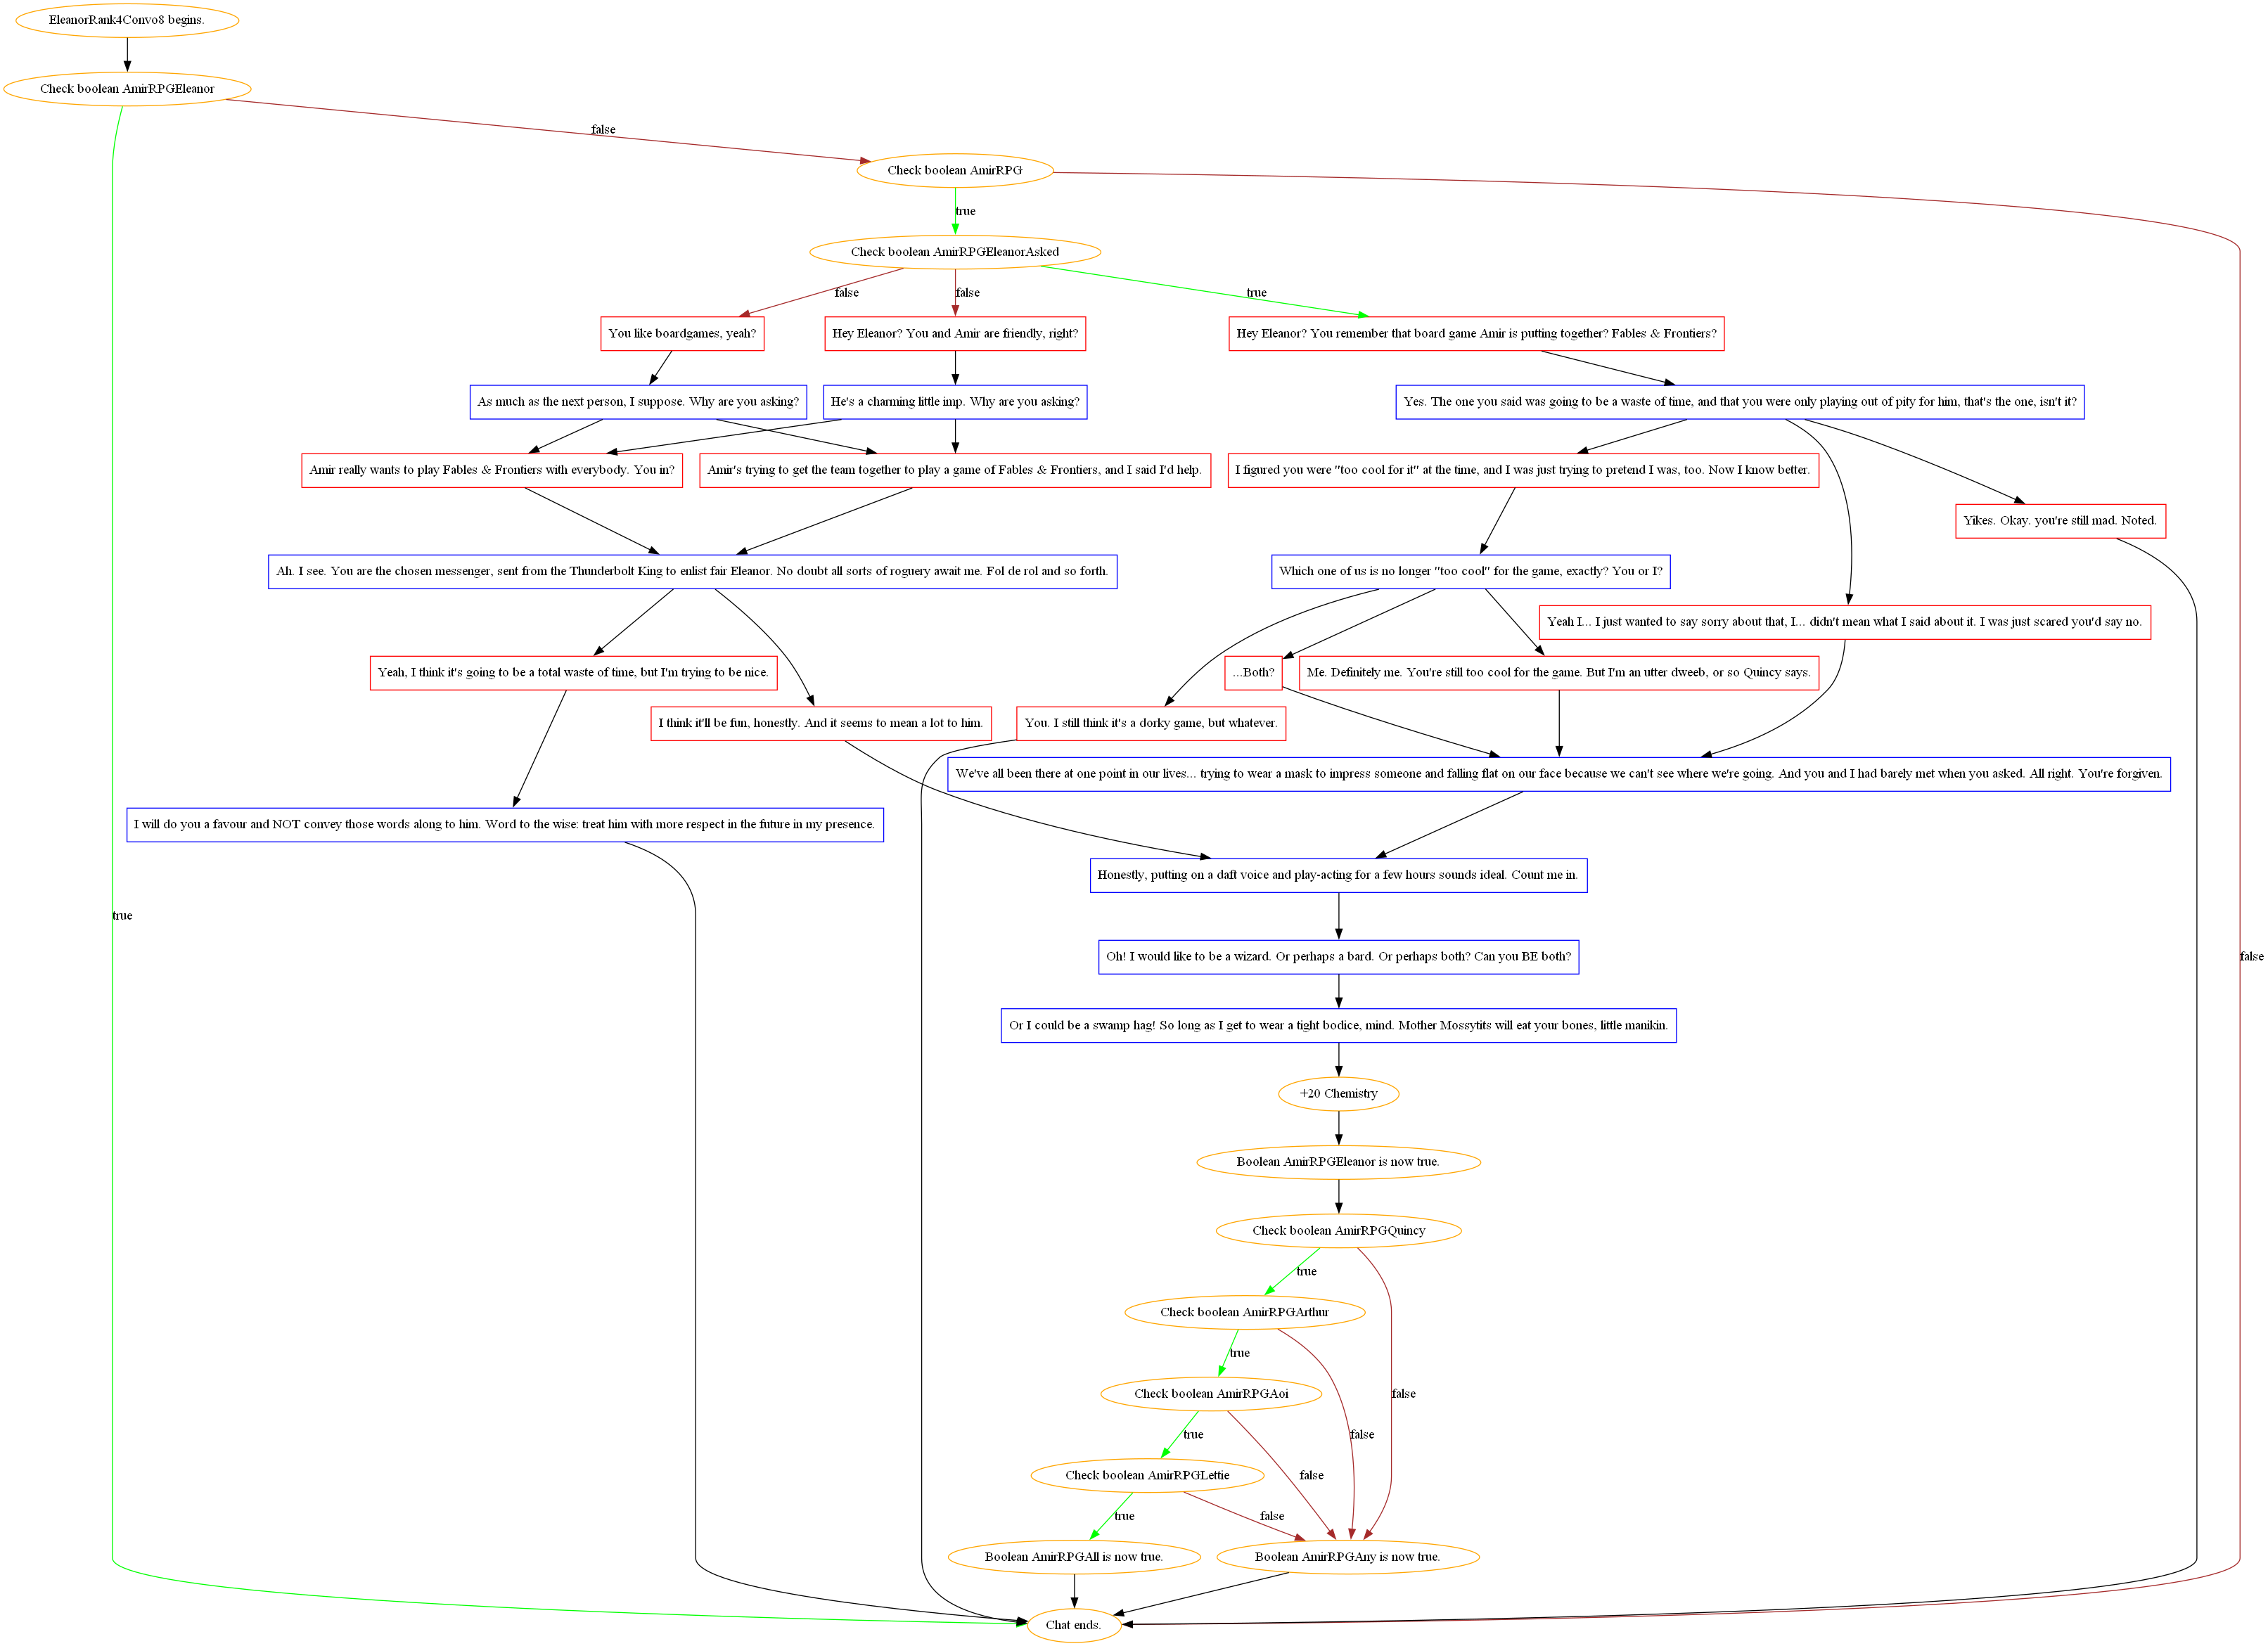 EleanorRank4Convo8 begins.
Check boolean AmirRPGEleanor
false
Check boolean AmirRPG
true
Check boolean AmirRPGEleanorAsked
false
false
true
You like boardgames, yeah?
Hey Eleanor? You and Amir are friendly, right?
Hey Eleanor? You remember that board game Amir is putting together? Fables & Frontiers?
As much as the next person, I suppose. Why are you asking?
He's a charming little imp. Why are you asking?
Yes. The one you said was going to be a waste of time, and that you were only playing out of pity for him, that's the one, isn't it?
Amir really wants to play Fables & Frontiers with everybody. You in?
Amir's trying to get the team together to play a game of Fables & Frontiers, and I said I'd help.
I figured you were "too cool for it" at the time, and I was just trying to pretend I was, too. Now I know better.
Yikes. Okay. you're still mad. Noted.
Ah. I see. You are the chosen messenger, sent from the Thunderbolt King to enlist fair Eleanor. No doubt all sorts of roguery await me. Fol de rol and so forth.
Which one of us is no longer "too cool" for the game, exactly? You or I?
Yeah I... I just wanted to say sorry about that, I... didn't mean what I said about it. I was just scared you'd say no.
Yeah, I think it's going to be a total waste of time, but I'm trying to be nice.
...Both?
Me. Definitely me. You're still too cool for the game. But I'm an utter dweeb, or so Quincy says.
I think it'll be fun, honestly. And it seems to mean a lot to him.
You. I still think it's a dorky game, but whatever.
We've all been there at one point in our lives... trying to wear a mask to impress someone and falling flat on our face because we can't see where we're going. And you and I had barely met when you asked. All right. You're forgiven.
I will do you a favour and NOT convey those words along to him. Word to the wise: treat him with more respect in the future in my presence.
Honestly, putting on a daft voice and play-acting for a few hours sounds ideal. Count me in.
true
Oh! I would like to be a wizard. Or perhaps a bard. Or perhaps both? Can you BE both?
false
Or I could be a swamp hag! So long as I get to wear a tight bodice, mind. Mother Mossytits will eat your bones, little manikin.
+20 Chemistry
Boolean AmirRPGEleanor is now true.
Check boolean AmirRPGQuincy
true
Check boolean AmirRPGArthur
true
Check boolean AmirRPGAoi
false
true
false
Check boolean AmirRPGLettie
false
true
false
Boolean AmirRPGAll is now true.
Boolean AmirRPGAny is now true.
Chat ends.